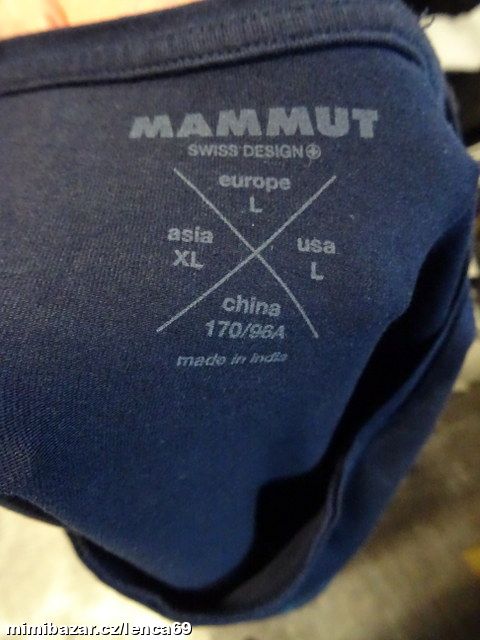 MAMMUT
SWISS DESIGN
europe
L
asia
XL
usa
L
china
170/96A
made in India
mimibazar.cz/lenca69